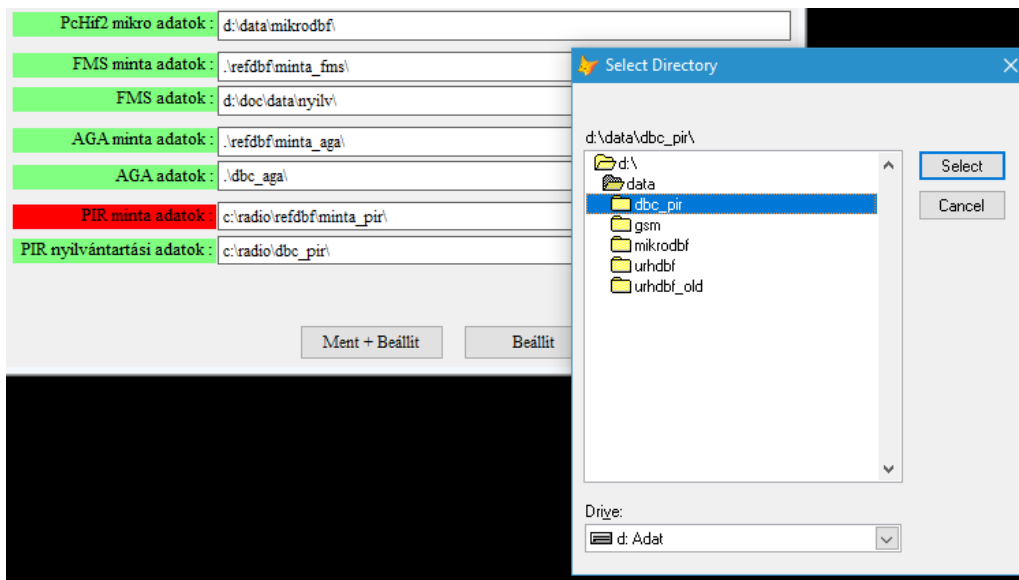 PcHif2 mikro adatok : d:\data\mikrodbf\
FMS minta adatok : .\refdbf\minta_fms\
FMS adatok : d:\doc\data\nyilv\
AGA minta adatok : .\refdbf\minta_aga\
AGA adatok : .\dbc_aga\
PIR minta adatok : c:\radio\refdbf\minta_pir\
PIR nyilvántartási adatok : c:\radio\dbc_pir\
Ment + Beállit
Beállit
Select Directory
d:\data\dbc_pir\
d:\
data
dbc_pir
gsm
mikrodbf
urhdbf
urhdbf_old
Select
Cancel
Drive:
d: Adat